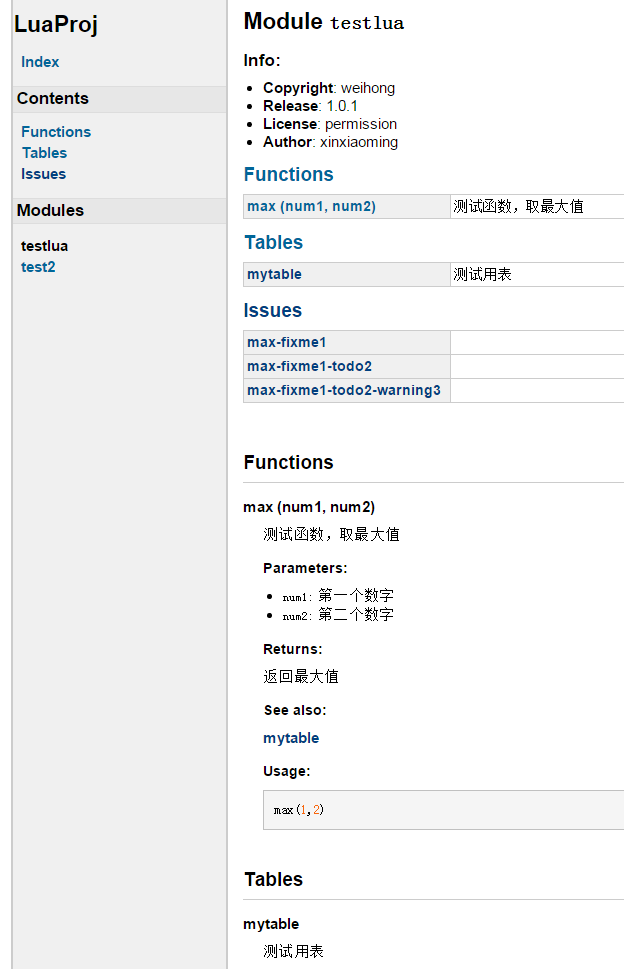 LuaProj
Index
Contents
Functions
Tables
Issues
Modules
testlua
test2
Module testlua
Info:
Copyright: weihong
Release: 1.0.1
License: permission
Author: xinxiaoming
Functions
max (num1, num2) 测试函数，取最大值
Tables
mytable 测试用表
Issues
max-fixme1
max-fixme1-todo2
max-fixme1-todo2-warning3
Functions
max (num1, num2)
测试函数，取最大值
Parameters:
num1: 第一个数字
num2: 第二个数字
Returns:
返回最大值
See also:
mytable
Usage:
max(1,2)
Tables
mytable
测试用表